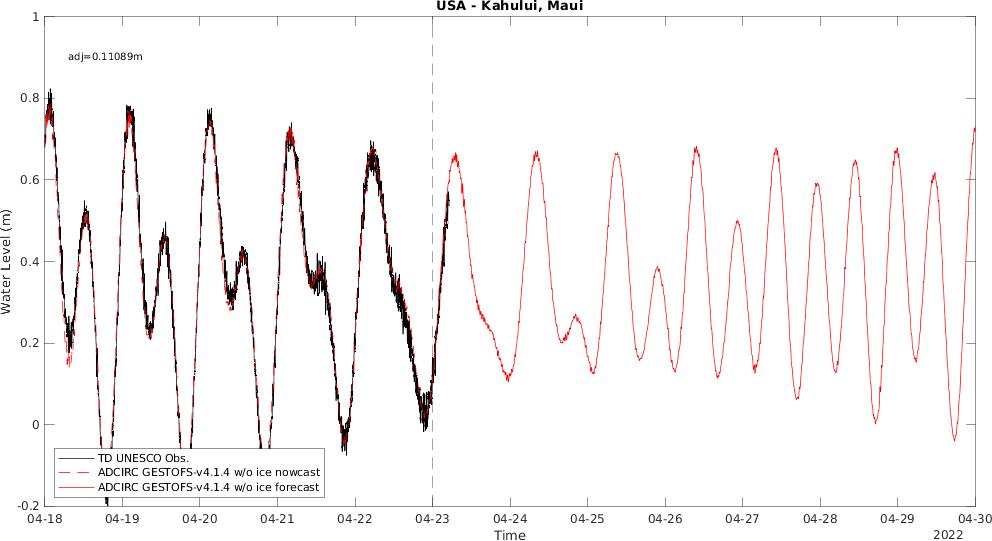 USA - Kahului, Maui
adj=0.11089m
1
0.8
0.6
0.4
0.2
0
-0.2
Water Level (m)
TD UNESCO Obs.
ADCIRC GESTOFS-v4.1.4 w/o ice nowcast
ADCIRC GESTOFS-v4.1.4 w/o ice forecast
04-18 04-19 04-20 04-21 04-22 04-23 04-24 04-25 04-26 04-27 04-28 04-29 04-30
Time
2022